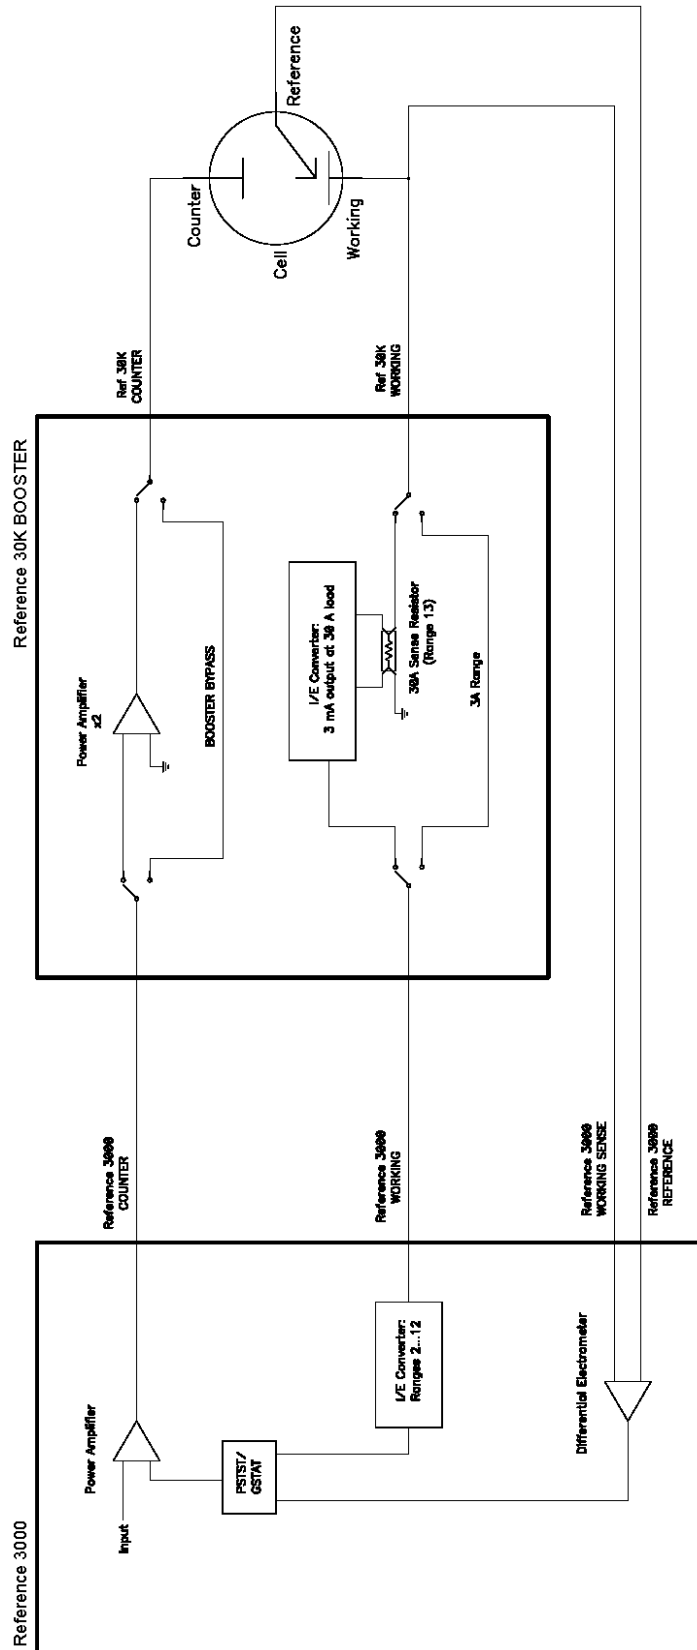 Reference 3000
Input
Power Amplifier
PSTST/
GSTAT
I/E Converter:
Ranges 2...12
Differential Electrometer
Reference 3000
COUNTER
Reference 3000
WORKING
Reference 3000
WORKING SENSE
Reference 3000
REFERENCE
Reference 30K BOOSTER
Power Amplifier
x2
BOOSTER BYPASS
I/E Converter:
3 mA output at 30 A load
30A Sense Resistor
(Range 13)
3A Range
Ref 30K
COUNTER
Ref 30K
WORKING
Counter
Cell
Working
Reference